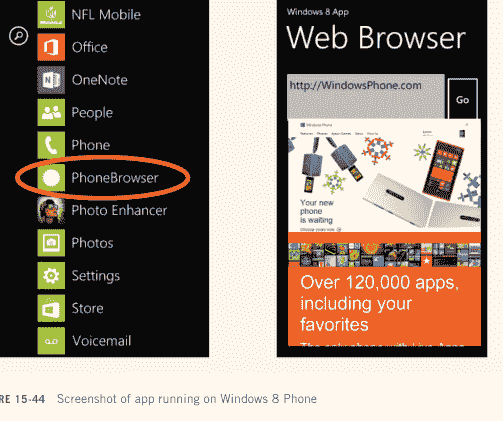 NFL Mobile
Office
OneNote
People
Phone
PhoneBrowser
Photo Enhancer
Photos
Settings
Store
Voicemail
Windows 8 App
Web Browser
http://WindowsPhone.com
Go
Windows Phone
Your new
phone
is waiting
Over 120,000 apps,
including your
favorites
RE 15-44 Screenshot of app running on Windows 8 Phone